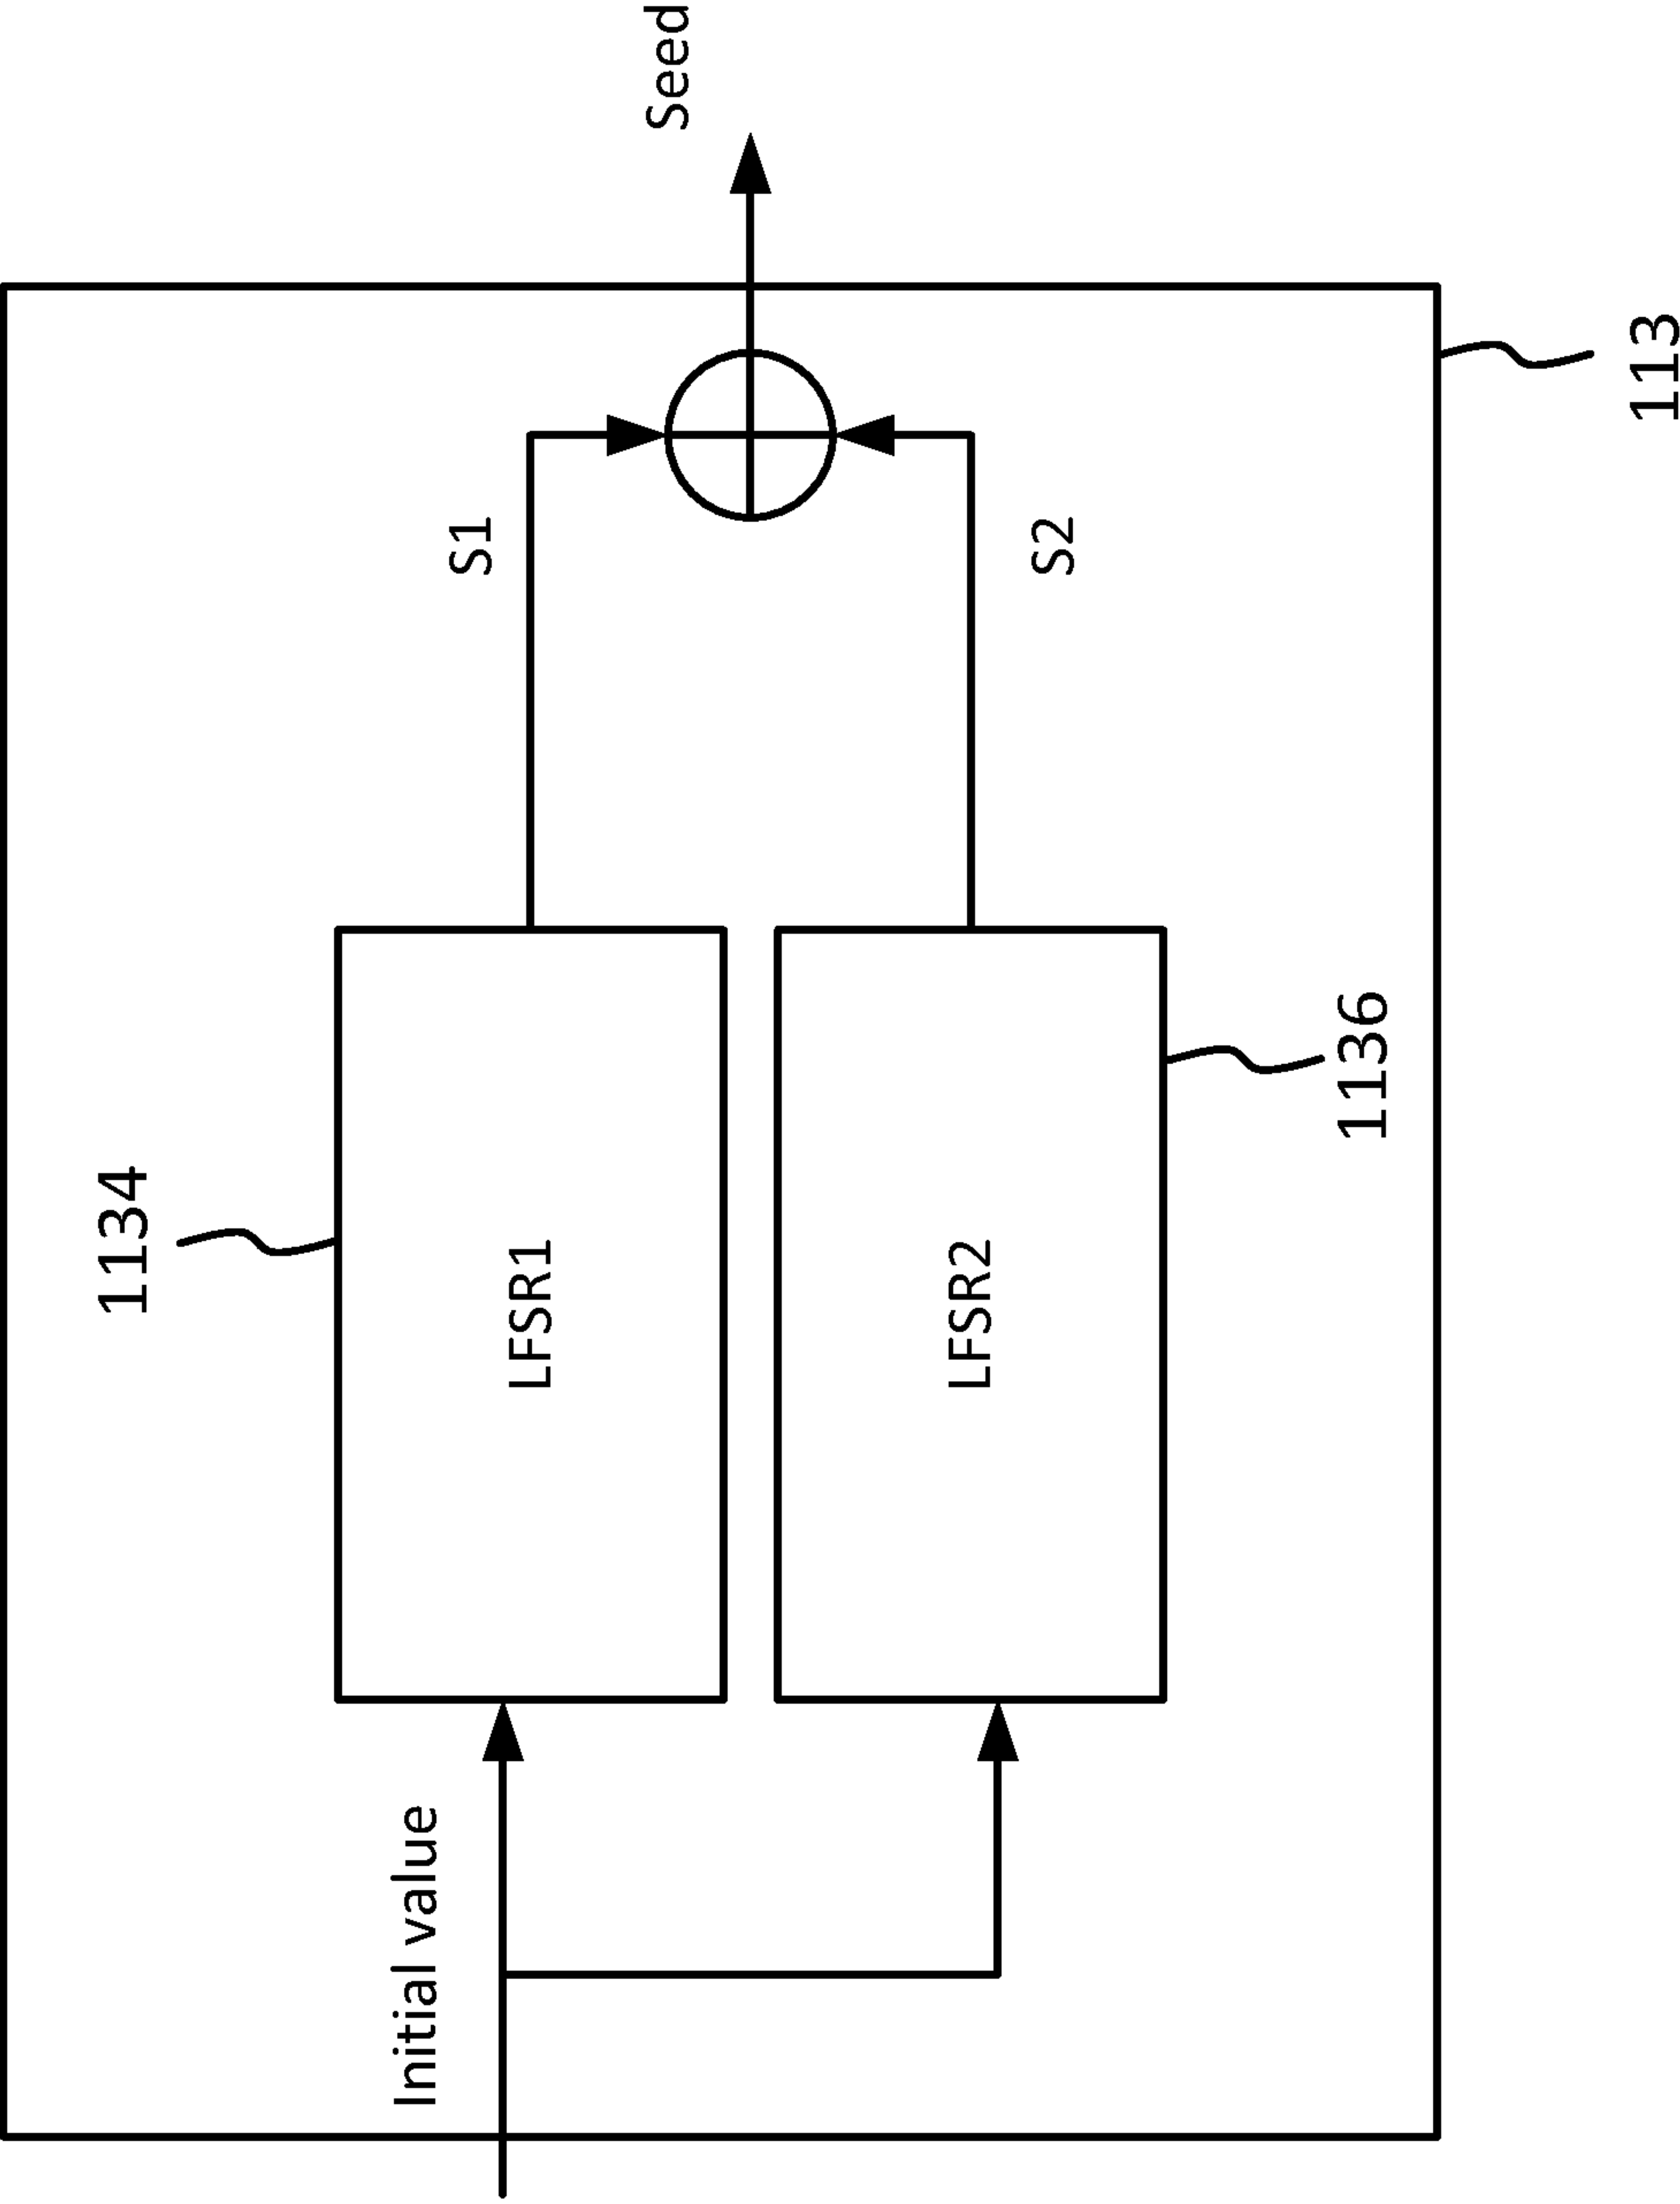 1134
Initial value
LFSR1
S1
Seed
LFSR2
S2
1136
113